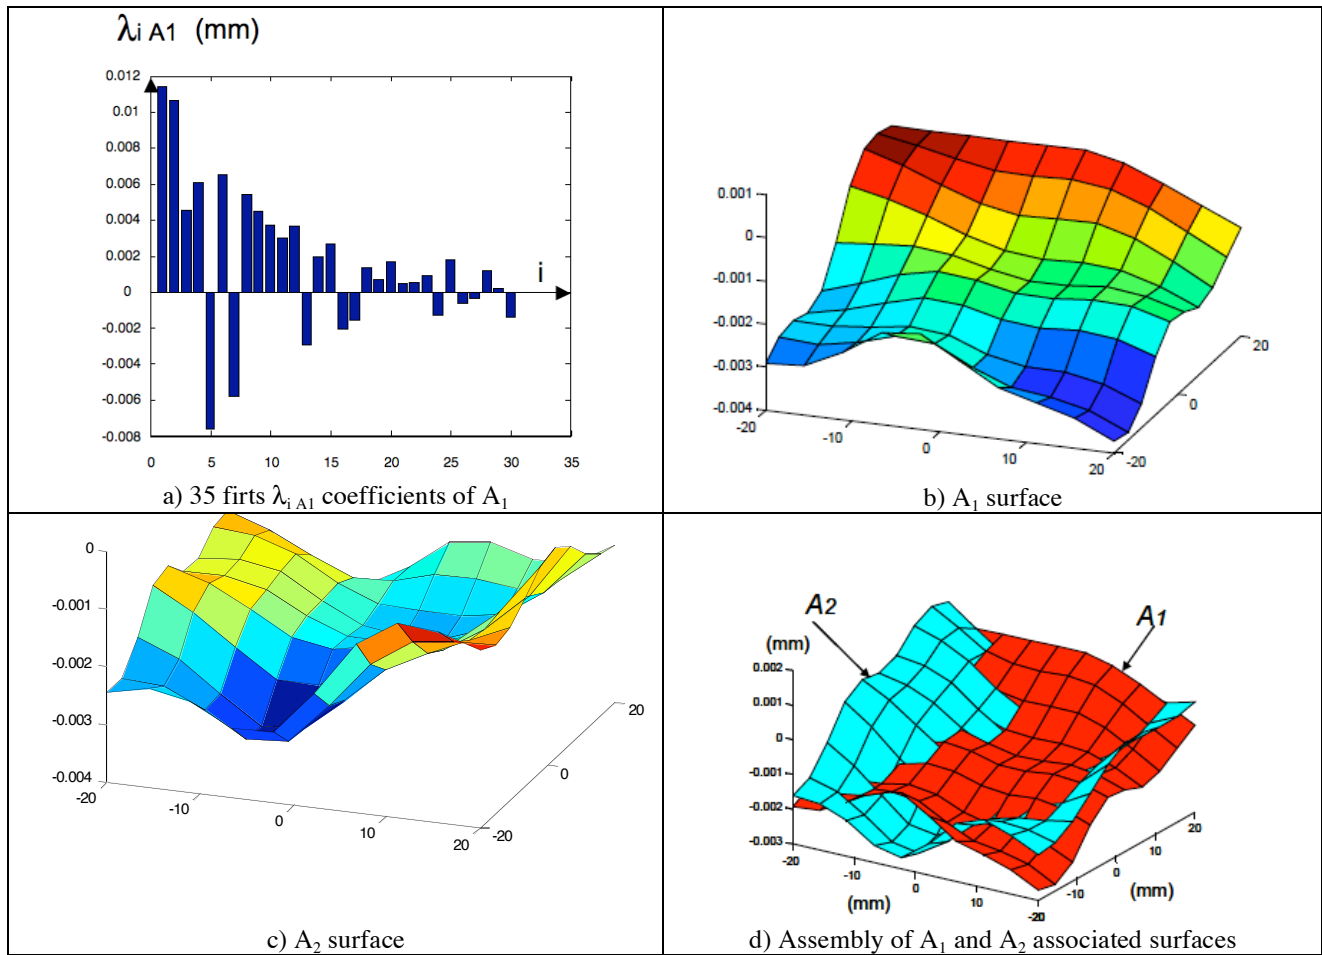 λi A1 (mm)
0.012
0.01
0.008
0.006
0.004
0.002
0
-0.002
-0.004
-0.006
-0.008
i
0 5 10 15 20 25 30 35
a) 35 firts λi A1 coefficients of A1
0.001
0
-0.001
-0.002
-0.003
-0.004
-20 -10 0 10 20
-20 0 20
b) A1 surface
0
-0.001
-0.002
-0.003
-0.004
-20 -10 0 10 20
-20 0 20
c) A2 surface
A2
A1
(mm)
0.002
0.001
0
-0.001
-0.002
-0.003
-20 -10 0 10 -20
-10 0 10 20
(mm)
(mm)
d) Assembly of A1 and A2 associated surfaces